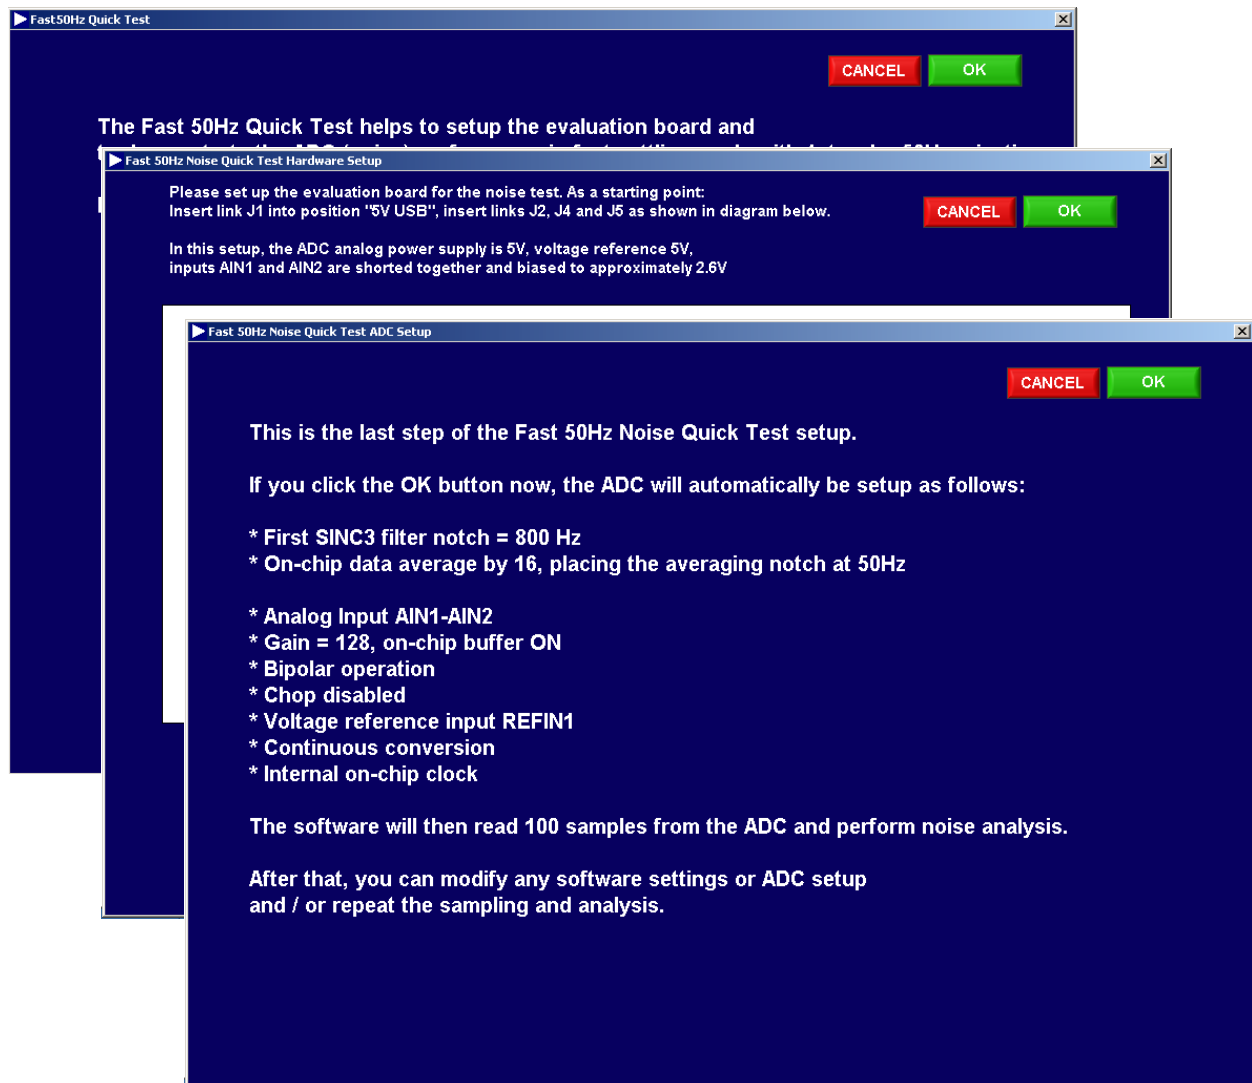 Fast50Hz Quick Test
CANCEL
OK
The Fast 50Hz Quick Test helps to setup the evaluation board and
Fast 50Hz Noise Quick Test Hardware Setup
Please set up the evaluation board for the noise test. As a starting point:
Insert link J1 into position "5V USB", insert links J2, J4 and J5 as shown in diagram below.
CANCEL
OK
In this setup, the ADC analog power supply is 5V, voltage reference 5V,
inputs AIN1 and AIN2 are shorted together and biased to approximately 2.6V
Fast 50Hz Noise Quick Test ADC Setup
CANCEL
OK
This is the last step of the Fast 50Hz Noise Quick Test setup.
If you click the OK button now, the ADC will automatically be setup as follows:
* First SINC3 filter notch = 800 Hz
* On-chip data average by 16, placing the averaging notch at 50Hz
* Analog Input AIN1-AIN2
* Gain = 128, on-chip buffer ON
* Bipolar operation
* Chop disabled
* Voltage reference input REFIN1
* Continuous conversion
* Internal on-chip clock
The software will then read 100 samples from the ADC and perform noise analysis.
After that, you can modify any software settings or ADC setup
and / or repeat the sampling and analysis.